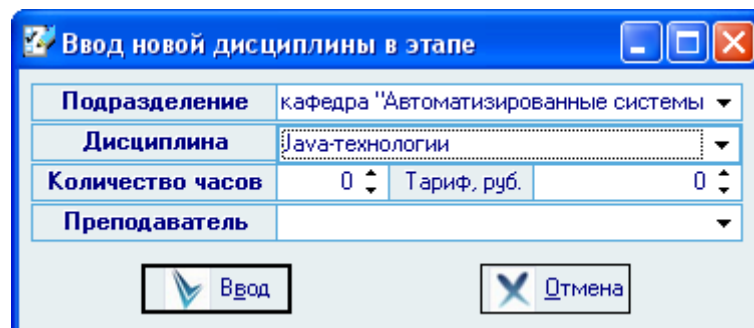 Ввод новой дисциплины в этапе
Подразделение кафедра "Автоматизированные системы
Дисциплина Java-технологии
Количество часов 0 Тариф, руб. 0
Преподаватель
Ввод Отмена